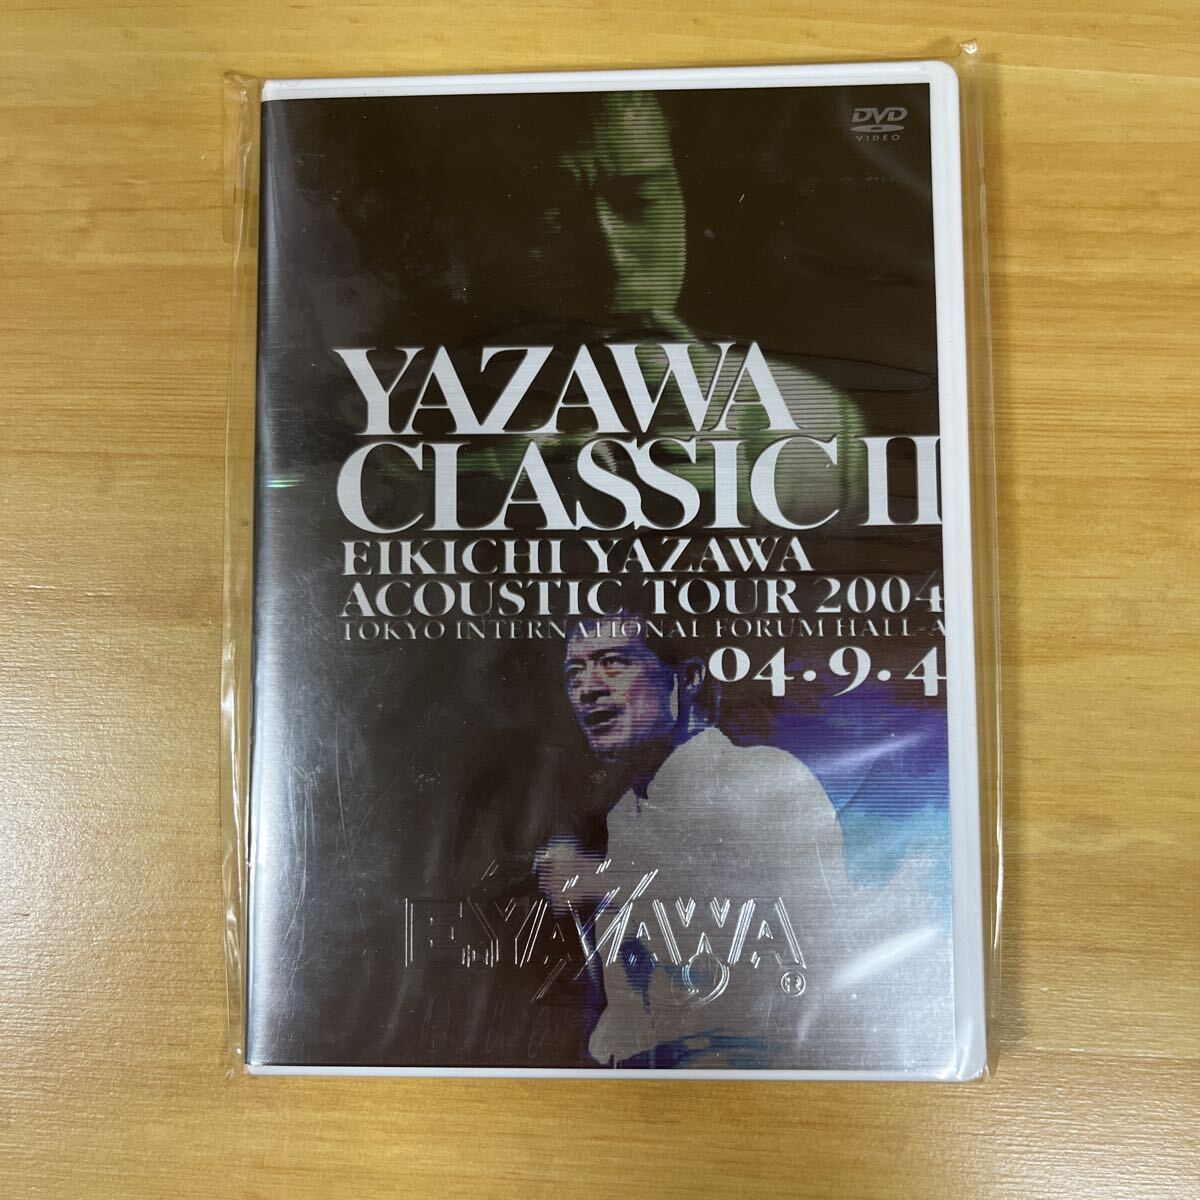 DVD
VIDEO
YAZAWA
CLASSIC II
EIKICHI YAZAWA
ACOUSTIC TOUR 2004
TOKYO INTERNATIONAL FORUM HALL-A
04.9.4
E.YAZAWA
®